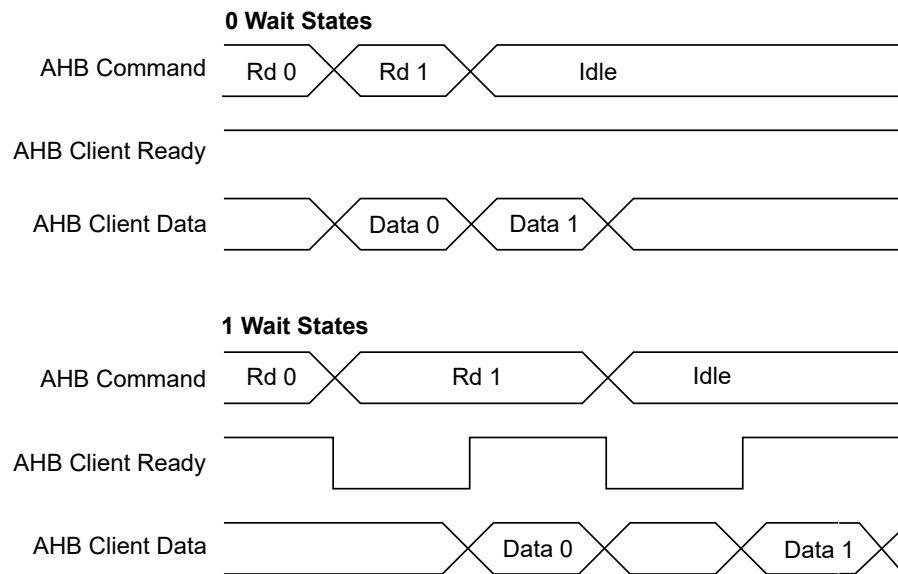 0 Wait States
AHB Command Rd 0 Rd 1 Idle
AHB Client Ready
AHB Client Data Data 0 Data 1
1 Wait States
AHB Command Rd 0 Rd 1 Idle
AHB Client Ready
AHB Client Data Data 0 Data 1